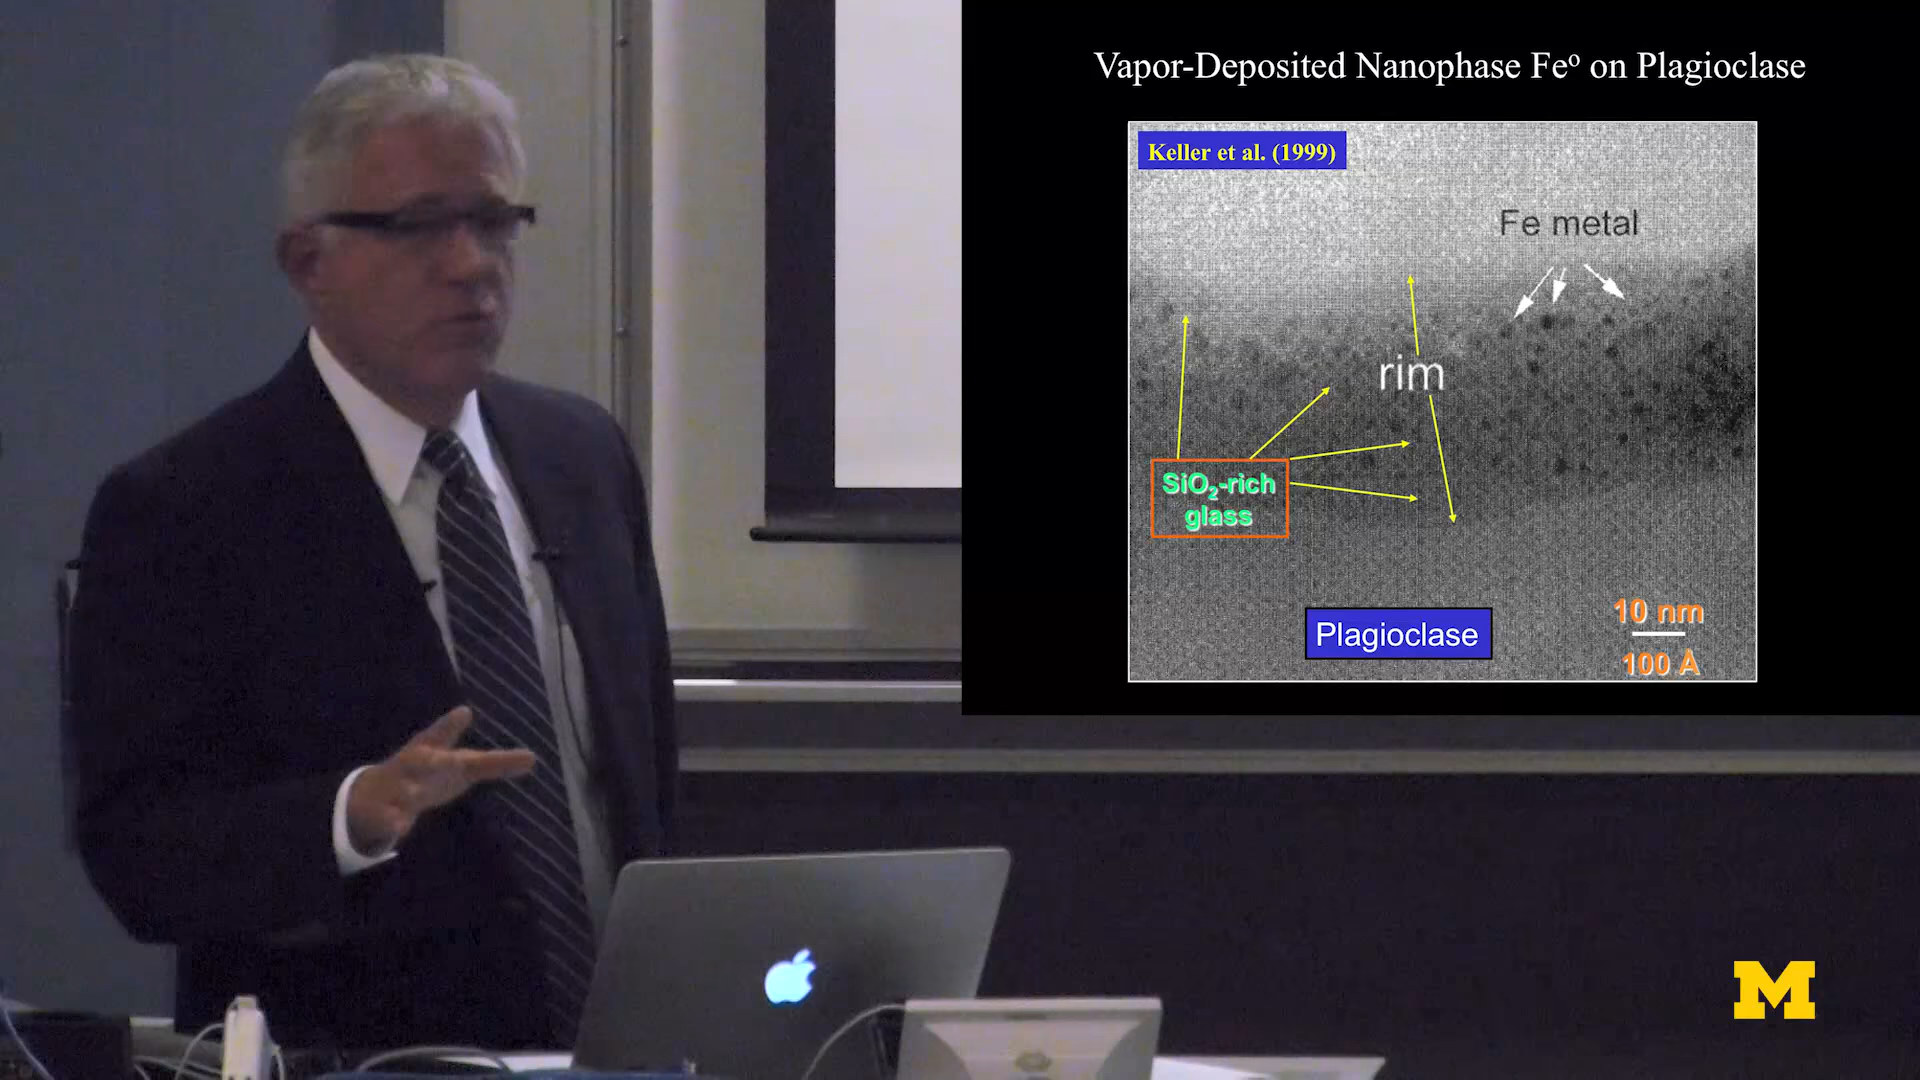 Vapor-Deposited Nanophase Feº on Plagioclase
Keller et al. (1999)
Fe metal
rim
SiO₂-rich
glass
Plagioclase
10 nm
100 Å
M